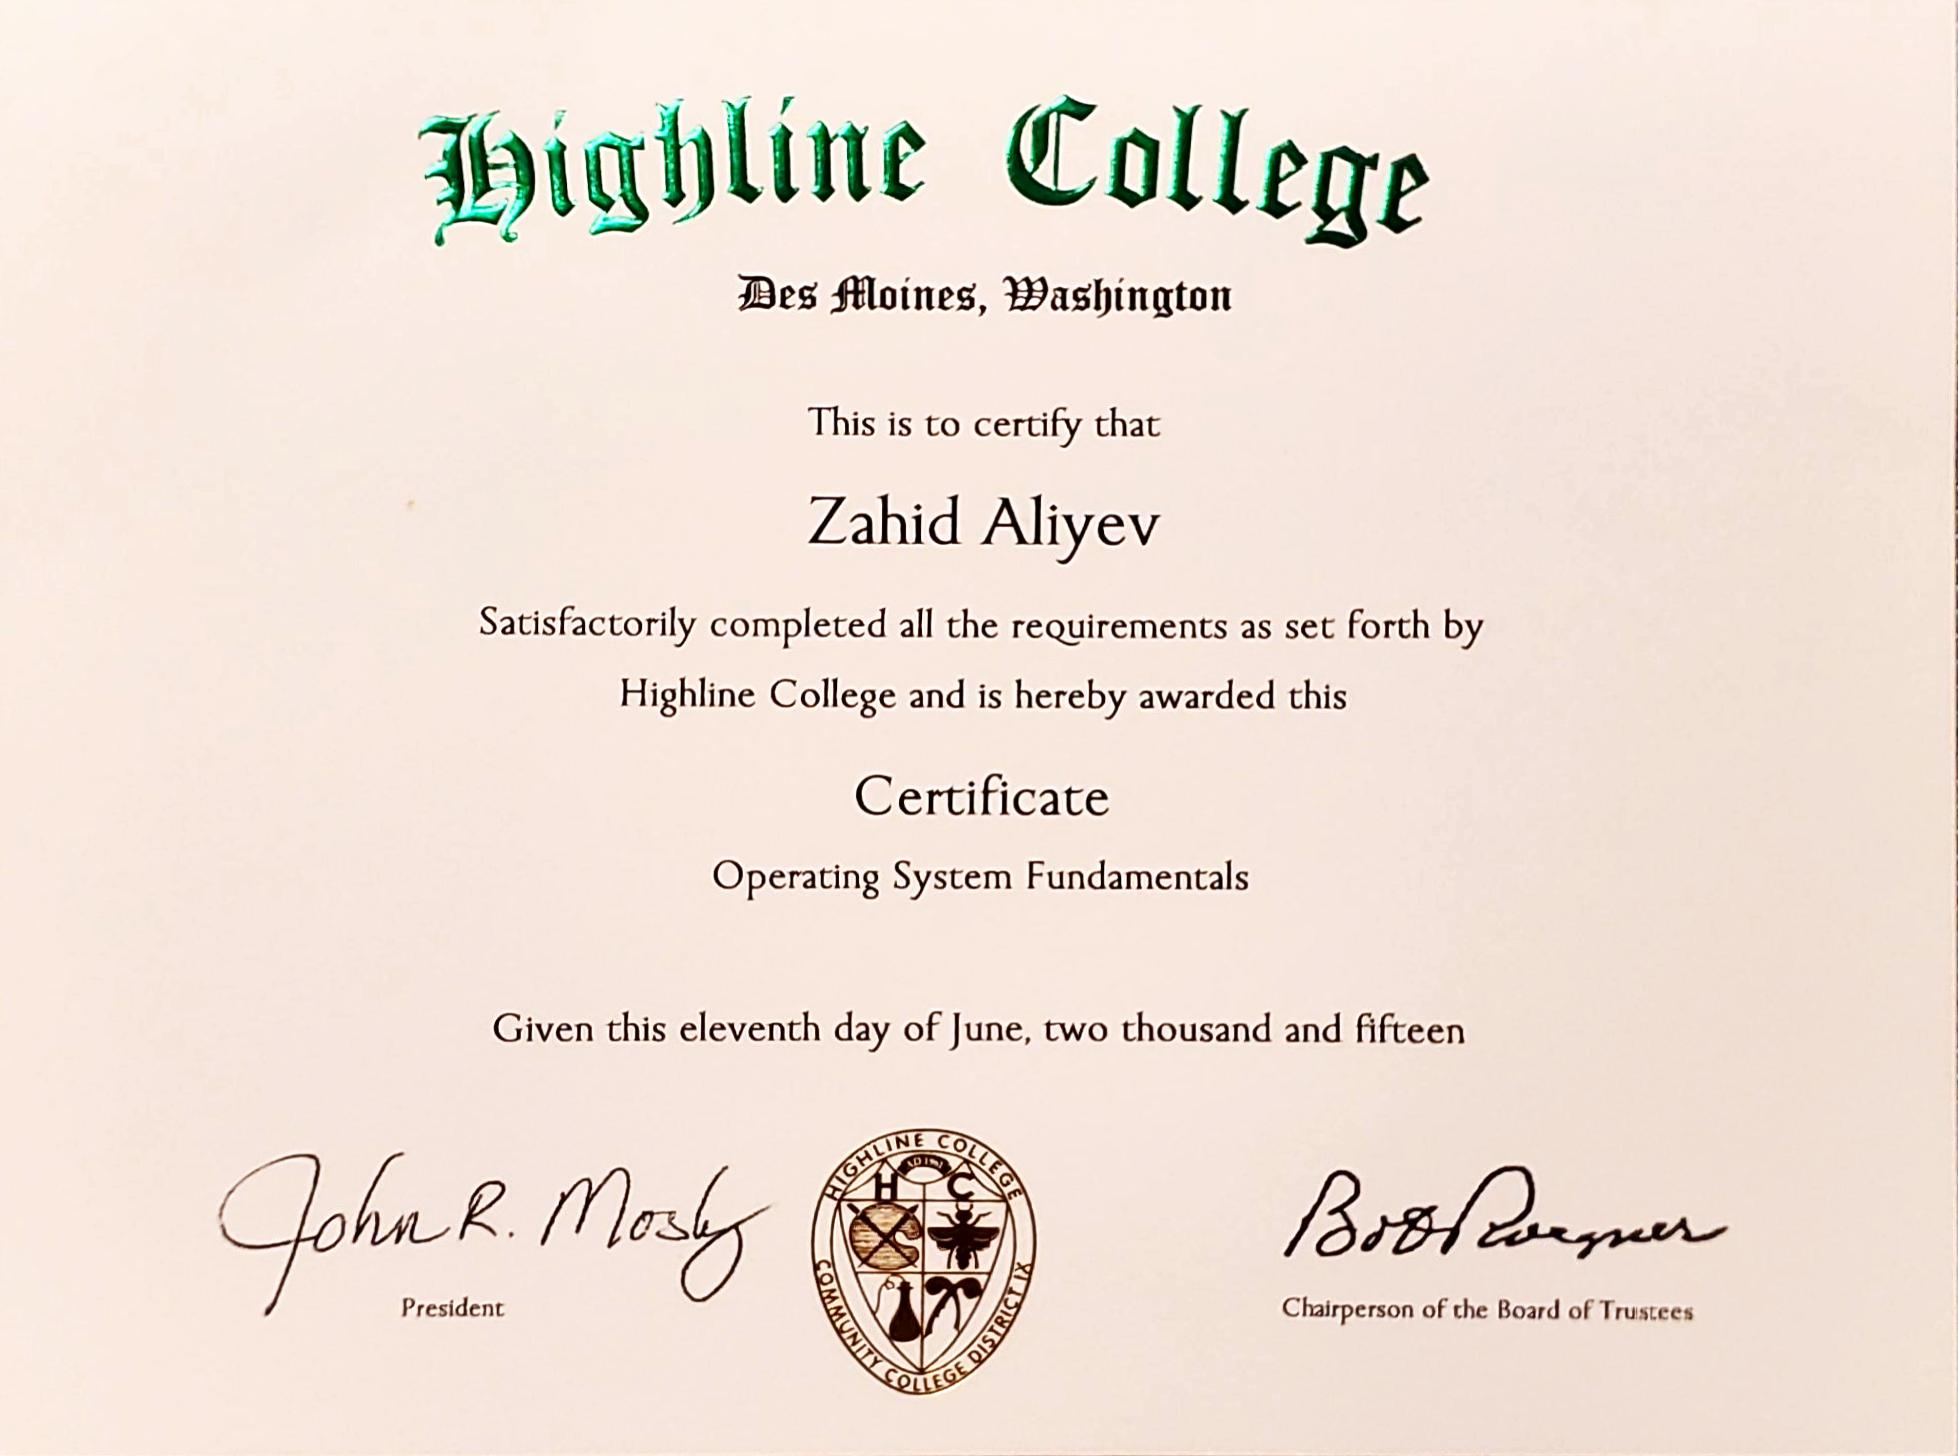 Highline College
Des Moines, Washington
This is to certify that
Zahid Aliyev
Satisfactorily completed all the requirements as set forth by
Highline College and is hereby awarded this
Certificate
Operating System Fundamentals
Given this eleventh day of June, two thousand and fifteen
John R. Mosby
President
HIGHLINE COLLEGE
H C
COMMUNITY COLLEGE DISTRICT IX
Chairperson of the Board of Trustees